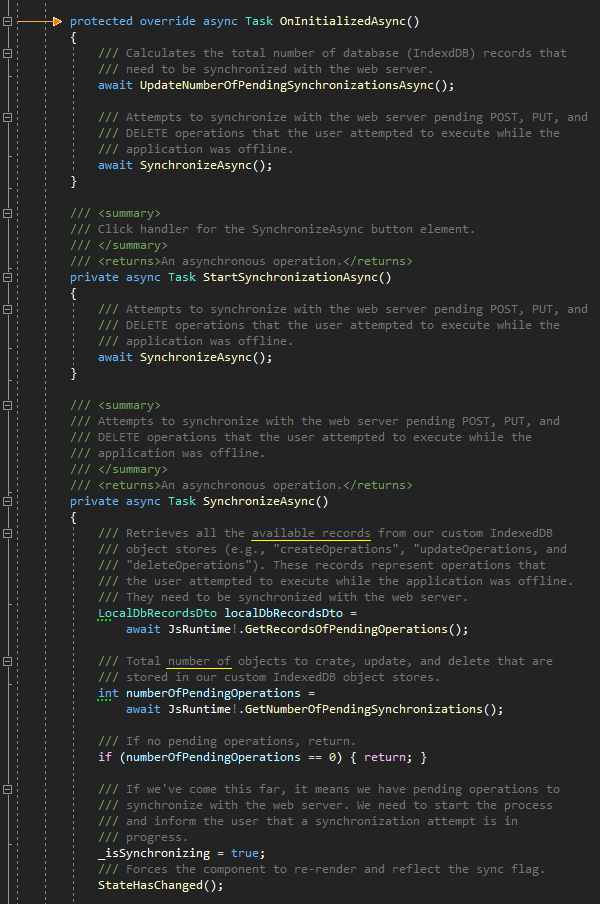 protected override async Task OnInitializedAsync()
{
/// Calculates the total number of database (IndexdDB) records that
/// need to be synchronized with the web server.
await UpdateNumberOfPendingSynchronizationsAsync();
/// Attempts to synchronize with the web server pending POST, PUT, and
/// DELETE operations that the user attempted to execute while the
/// application was offline.
await SynchronizeAsync();
}
/// <summary>
/// Click handler for the SynchronizeAsync button element.
/// </summary>
/// <returns>An asynchronous operation.</returns>
private async Task StartSynchronizationAsync()
{
/// Attempts to synchronize with the web server pending POST, PUT, and
/// DELETE operations that the user attempted to execute while the
/// application was offline.
await SynchronizeAsync();
}
/// <summary>
/// Attempts to synchronize with the web server pending POST, PUT, and
/// DELETE operations that the user attempted to execute while the
/// application was offline.
/// </summary>
/// <returns>An asynchronous operation.</returns>
private async Task SynchronizeAsync()
{
/// Retrieves all the available records from our custom IndexedDB
/// object stores (e.g., "createOperations", "updateOperations, and
/// "deleteOperations"). These records represent operations that
/// the user attempted to execute while the application was offline.
/// They need to be synchronized with the web server.
LocalDbRecordsDto localDbRecordsDto =
await JsRuntime!.GetRecordsOfPendingOperations();
/// Total number of objects to crate, update, and delete that are
/// stored in our custom IndexedDB object stores.
int numberOfPendingOperations =
await JsRuntime!.GetNumberOfPendingSynchronizations();
/// If no pending operations, return.
if (numberOfPendingOperations == 0) { return; }
/// If we've come this far, it means we have pending operations to
/// synchronize with the web server. We need to start the process
/// and inform the user that a synchronization attempt is in
/// progress.
_isSynchronizing = true;
/// Forces the component to re-render and reflect the sync flag.
StateHasChanged();